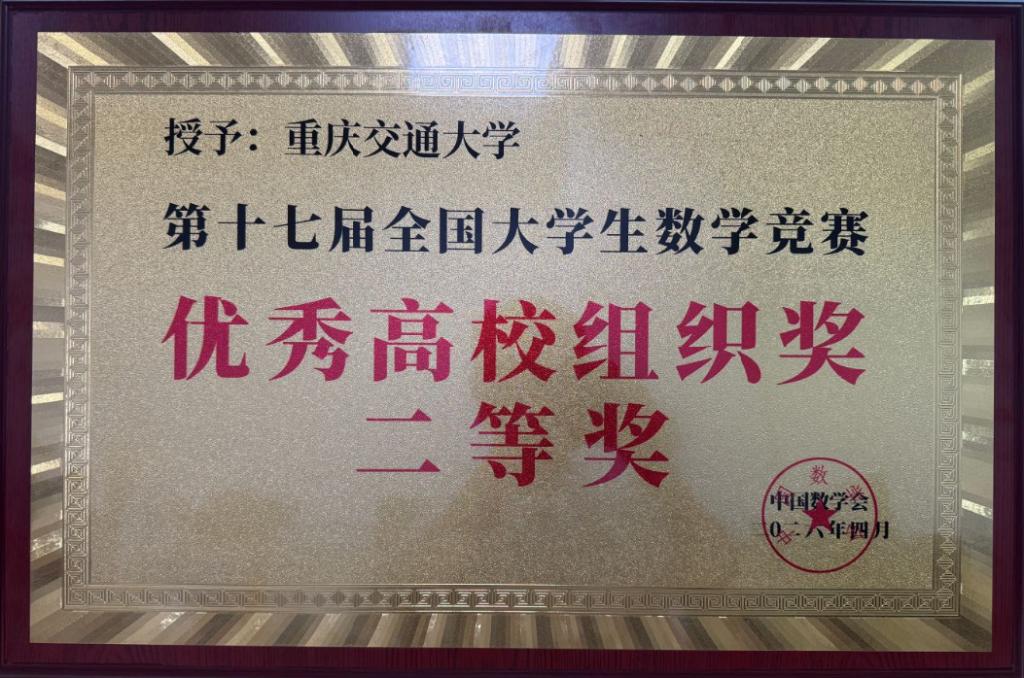 授予：重庆交通大学
第十七届全国大学生数学竞赛
优秀高校组织奖
二等奖
中国数学会
二0二六年四月